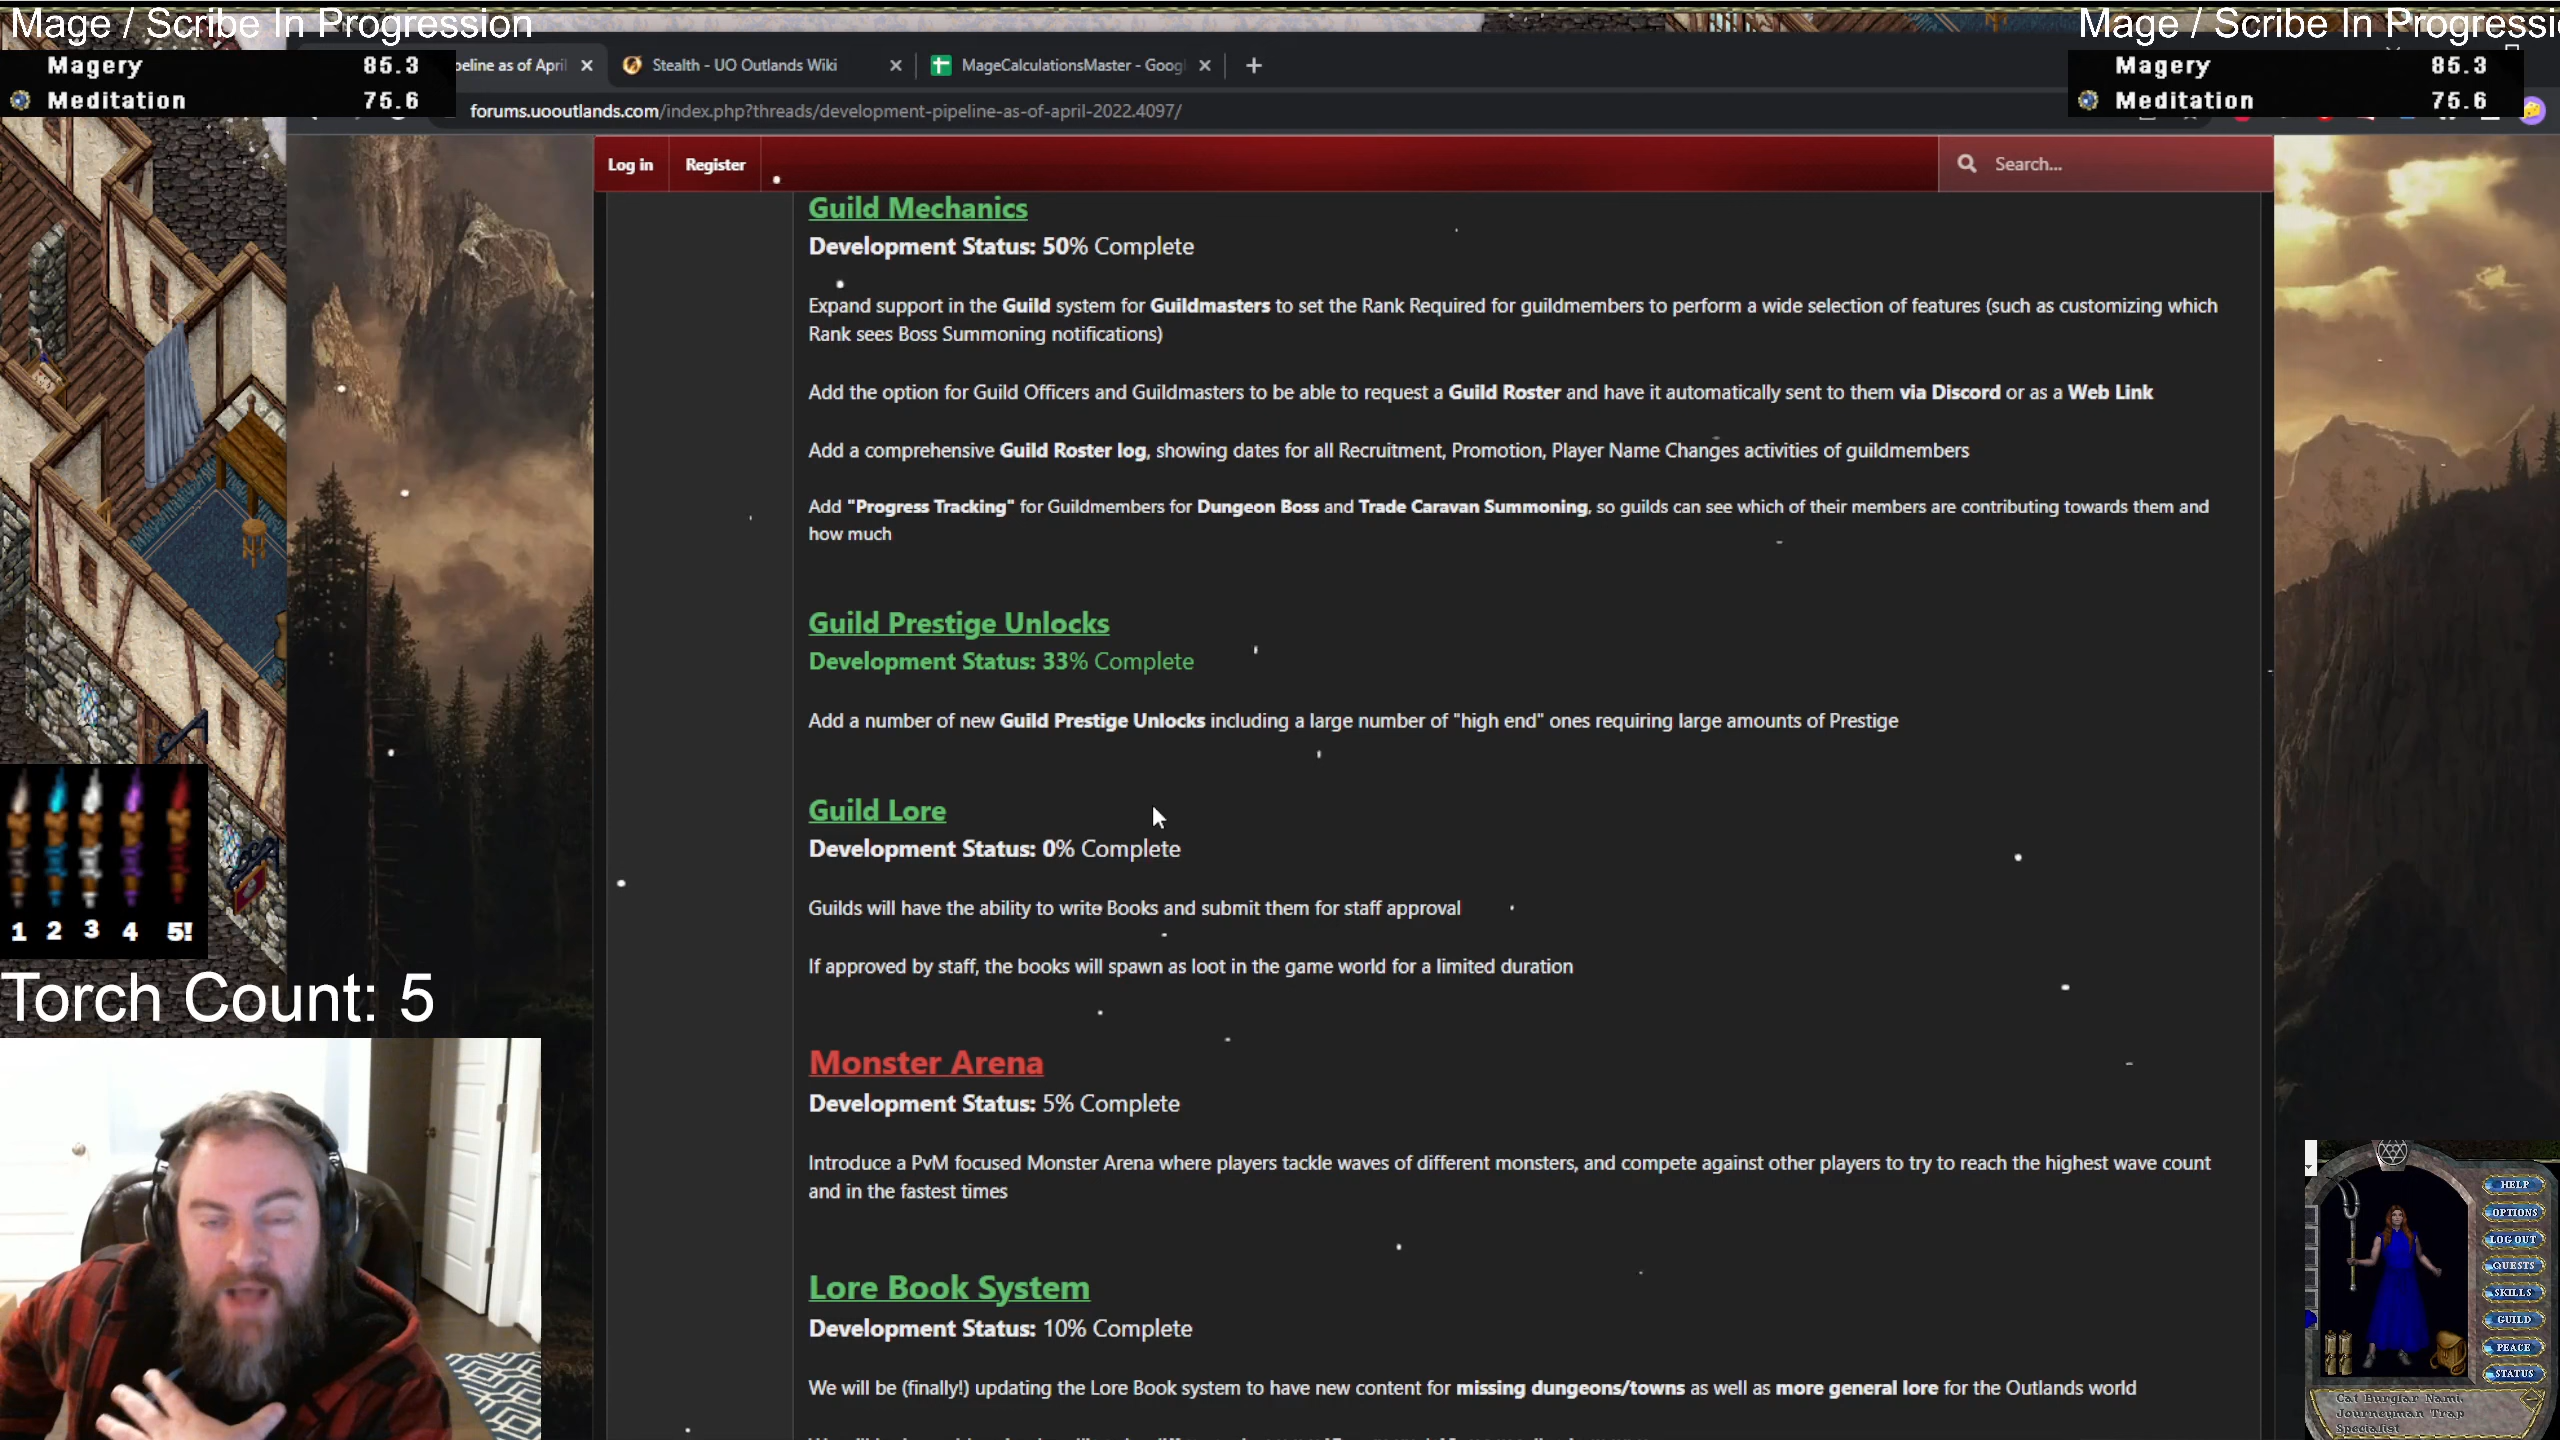 Mage / Scribe In Progression
Magery 85.3
Meditation 75.6
Mage / Scribe In Progressi
Magery 85.3
Meditation 75.6
peline as of April
Stealth - UO Outlands Wiki
MageCalculationsMaster - Goog
forums.uooutlands.com/index.php?threads/development-pipeline-as-of-april-2022.4097/
Log in
Register
Search...
Guild Mechanics
Development Status: 50% Complete
Expand support in the Guild system for Guildmasters to set the Rank Required for guildmembers to perform a wide selection of features (such as customizing which
Rank sees Boss Summoning notifications)
Add the option for Guild Officers and Guildmasters to be able to request a Guild Roster and have it automatically sent to them via Discord or as a Web Link
Add a comprehensive Guild Roster log, showing dates for all Recruitment, Promotion, Player Name Changes activities of guildmembers
Add "Progress Tracking" for Guildmembers for Dungeon Boss and Trade Caravan Summoning, so guilds can see which of their members are contributing towards them and
how much
Guild Prestige Unlocks
Development Status: 33% Complete
Add a number of new Guild Prestige Unlocks including a large number of "high end" ones requiring large amounts of Prestige
Guild Lore
Development Status: 0% Complete
Guilds will have the ability to write Books and submit them for staff approval
If approved by staff, the books will spawn as loot in the game world for a limited duration
Monster Arena
Development Status: 5% Complete
Introduce a PvM focused Monster Arena where players tackle waves of different monsters, and compete against other players to try to reach the highest wave count
and in the fastest times
Lore Book System
Development Status: 10% Complete
We will be (finally!) updating the Lore Book system to have new content for missing dungeons/towns as well as more general lore for the Outlands world
1 2 3 4 5!
Torch Count: 5
HELP
OPTIONS
LOG OUT
QUESTS
SKILLS
GUILD
PEACE
STATUS
Cat Burglar Nami,
Journeyman Trap
Specialist